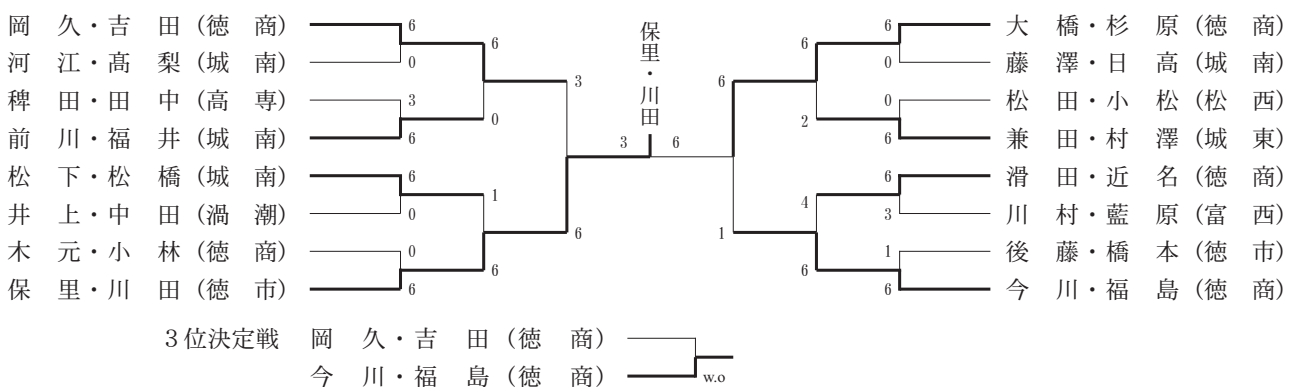 岡 久・吉 田（徳 商） 6
河 江・髙 梨（城 南） 0
稗 田・田 中（高 専） 3
前 川・福 井（城 南） 6
松 下・松 橋（城 南） 6
井 上・中 田（渦 潮） 0
木 元・小 林（徳 商） 0
保 里・川 田（徳 市） 6
6
0
1
6
3
6
保里・川田
3 6
6
1
6
2
4
6
6 大 橋・杉 原（徳 商）
0 藤 澤・日 高（城 南）
0 松 田・小 松（松 西）
6 兼 田・村 澤（城 東）
6 滑 田・近 名（徳 商）
3 川 村・藍 原（富 西）
1 後 藤・橋 本（徳 市）
6 今 川・福 島（徳 商）
３位決定戦 岡 久・吉 田（徳 商）
今 川・福 島（徳 商） w.o